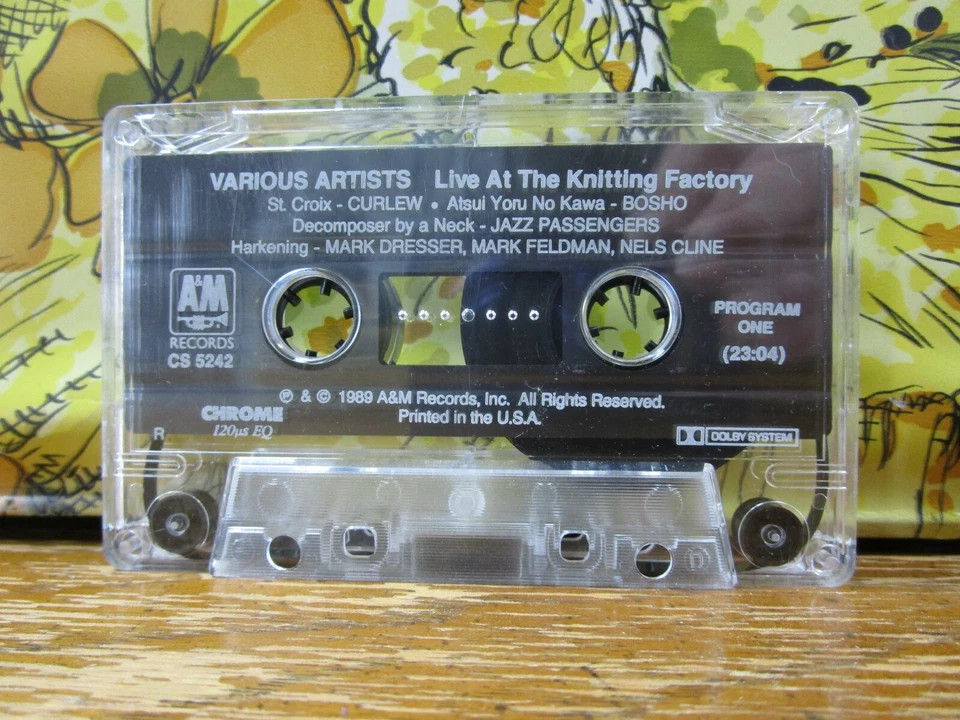 VARIOUS ARTISTS Live At The Knitting Factory
St. Croix - CURLEW • Atsui Yoru No Kawa - BOSHO
Decomposer by a Neck - JAZZ PASSENGERS
Harkening - MARK DRESSER, MARK FELDMAN, NELS CLINE
A&M
RECORDS
CS 5242
PROGRAM
ONE
(23:04)
℗ & © 1989 A&M Records, Inc. All Rights Reserved.
Printed in the U.S.A.
CHROME
120µs EQ
R
DOLBY SYSTEM